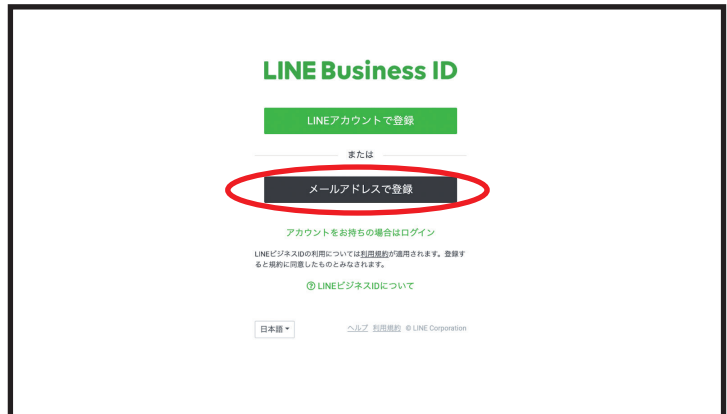 LINE Business ID
LINEアカウントで登録
または
メールアドレスで登録
アカウントをお持ちの場合はログイン
LINEビジネスIDの利用については利用規約が適用されます。登録す
ると規約に同意したものとみなされます。
? LINEビジネスIDについて
日本語
ヘルプ 利用規約 © LINE Corporation